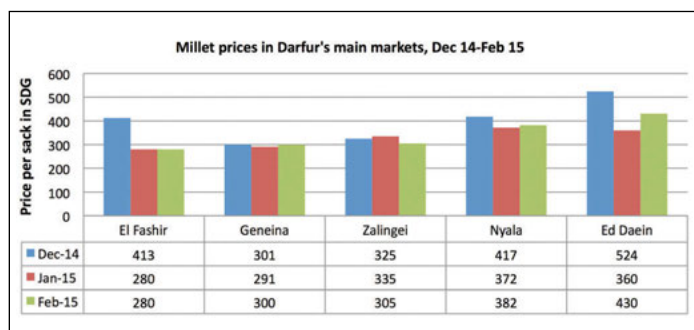 Millet prices in Darfur's main markets, Dec 14-Feb 15
Price per sack in SDG
600
500
400
300
200
100
0
El Fashir Geneina Zalingei Nyala Ed Daein
Dec-14 413 301 325 417 524
Jan-15 280 291 335 372 360
Feb-15 280 300 305 382 430